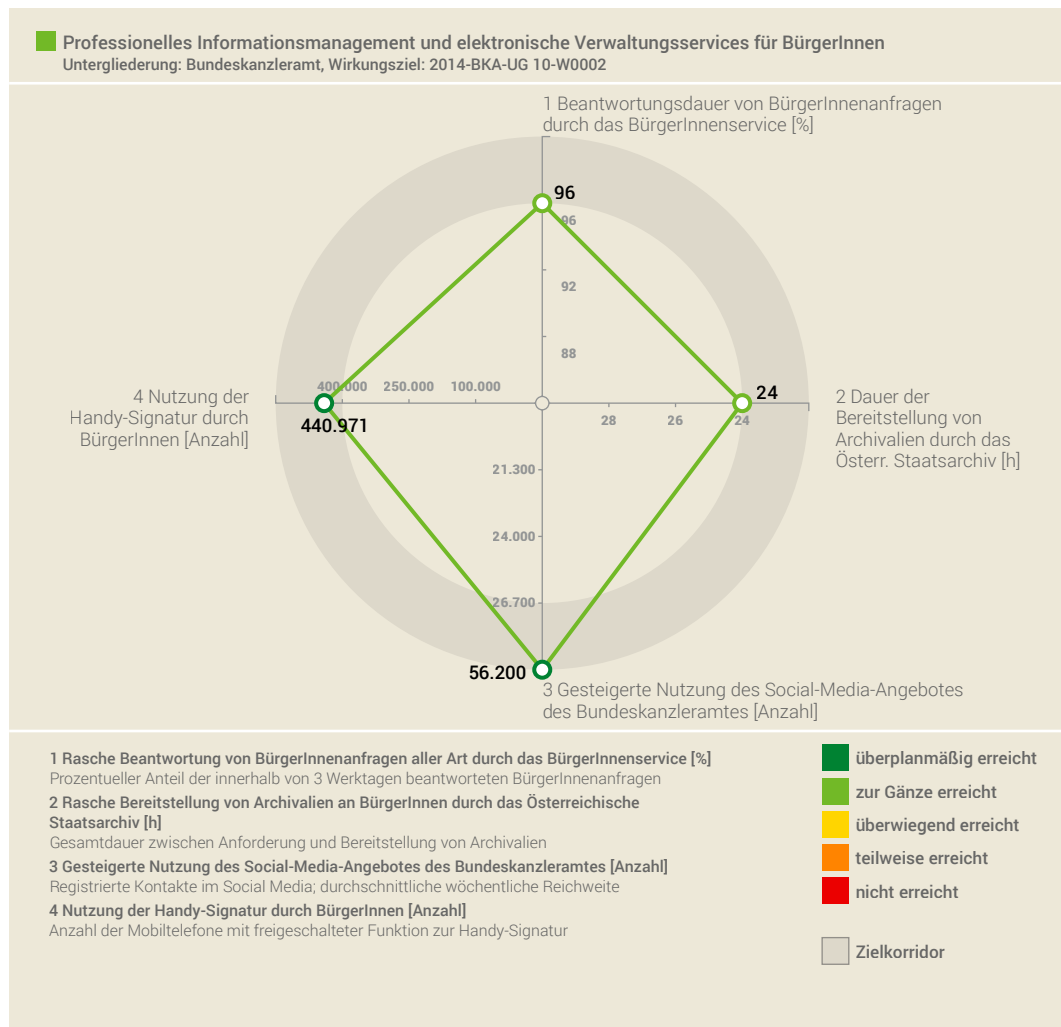 Professionelles Informationsmanagement und elektronische Verwaltungsservices für BürgerInnen
Untergliederung: Bundeskanzleramt, Wirkungsziel: 2014-BKA-UG 10-W0002
1 Beantwortungsdauer von BürgerInnenanfragen
durch das BürgerInnenservice [%]
96
96
92
88
4 Nutzung der
Handy-Signatur durch
BürgerInnen [Anzahl]
400.000 250.000 100.000
440.971
24
28 26 24
2 Dauer der
Bereitstellung von
Archivalien durch das
Österr. Staatsarchiv [h]
21.300
24.000
26.700
56.200
3 Gesteigerte Nutzung des Social-Media-Angebotes
des Bundeskanzleramtes [Anzahl]
1 Rasche Beantwortung von BürgerInnenanfragen aller Art durch das BürgerInnenservice [%]
Prozentueller Anteil der innerhalb von 3 Werktagen beantworteten BürgerInnenanfragen
2 Rasche Bereitstellung von Archivalien an BürgerInnen durch das Österreichische
Staatsarchiv [h]
Gesamtdauer zwischen Anforderung und Bereitstellung von Archivalien
3 Gesteigerte Nutzung des Social-Media-Angebotes des Bundeskanzleramtes [Anzahl]
Registrierte Kontakte im Social Media; durchschnittliche wöchentliche Reichweite
4 Nutzung der Handy-Signatur durch BürgerInnen [Anzahl]
Anzahl der Mobiltelefone mit freigeschalteter Funktion zur Handy-Signatur
überplanmäßig erreicht
zur Gänze erreicht
überwiegend erreicht
teilweise erreicht
nicht erreicht
Zielkorridor